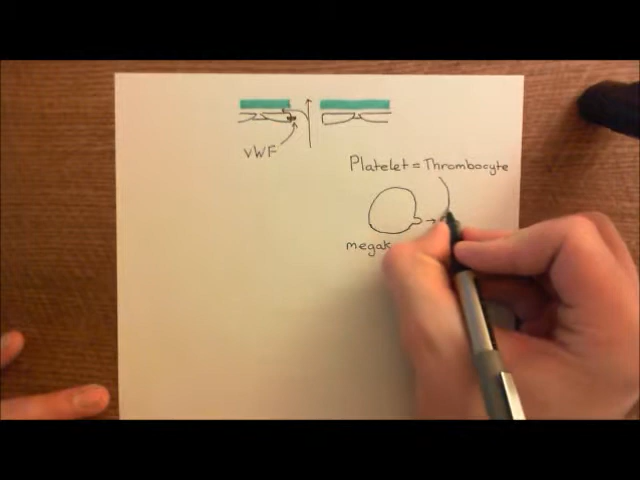 vWF
Platelet = Thrombocyte
megak